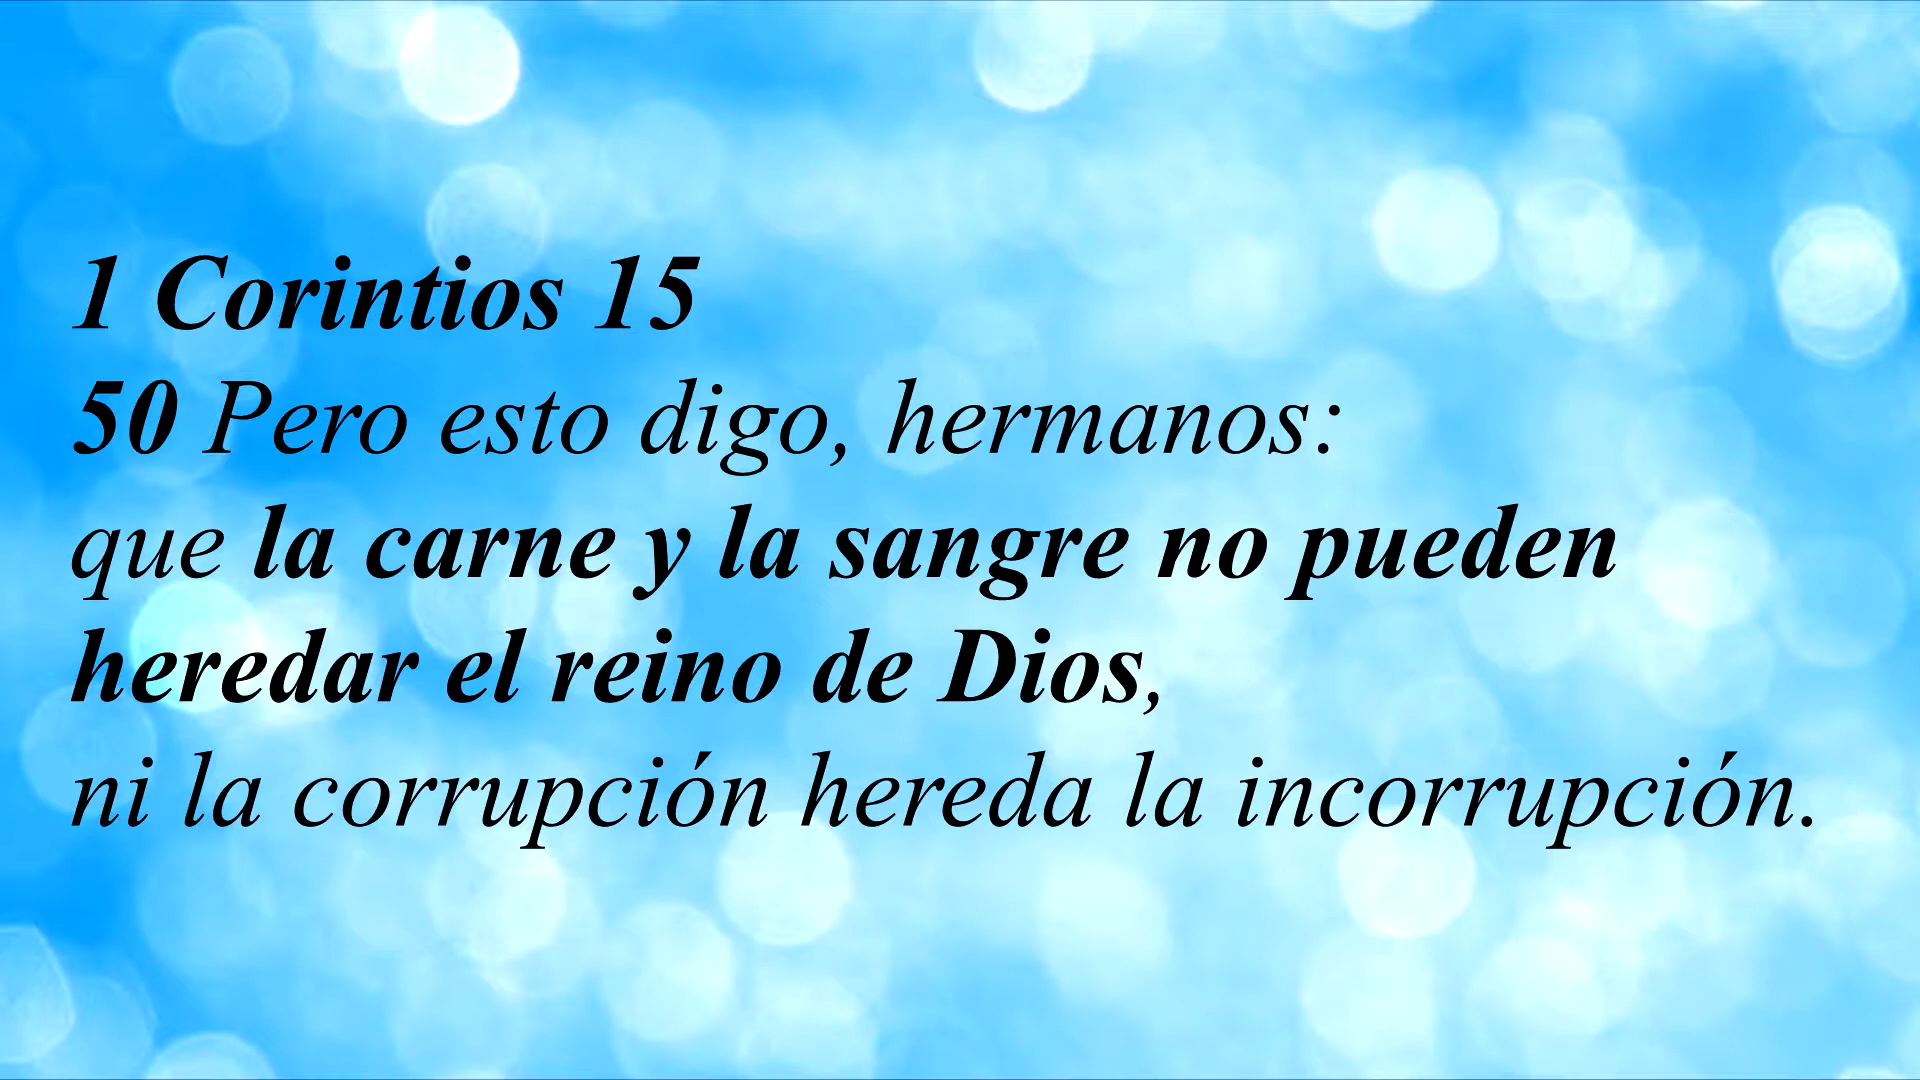 1 Corintios 15
50 Pero esto digo, hermanos:
que la carne y la sangre no pueden
heredar el reino de Dios,
ni la corrupción hereda la incorrupción.